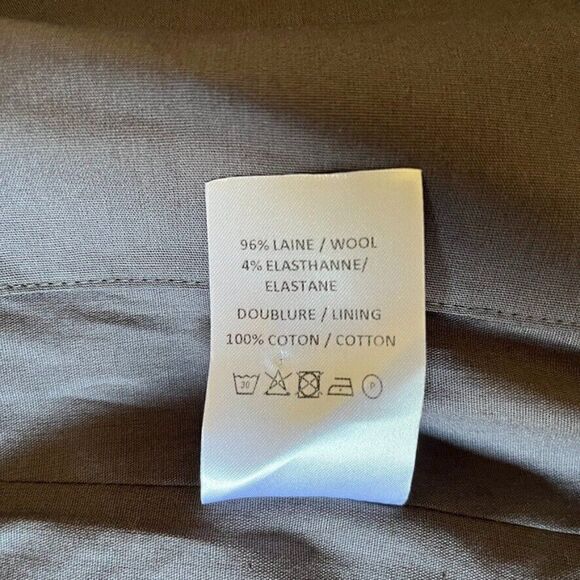 96% LAINE / WOOL
4% ELASTHANNE/
ELASTANE
DOUBLURE / LINING
100% COTON / COTTON
30 P